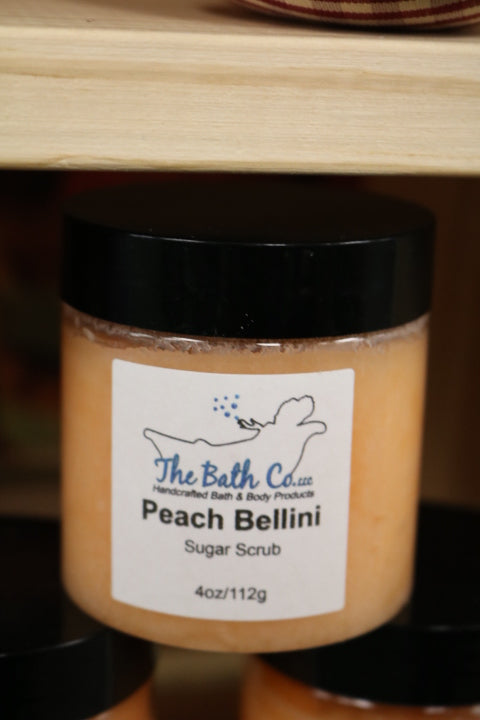 The Bath Co. LLC
Handcrafted Bath & Body Products
Peach Bellini
Sugar Scrub
4oz/112g